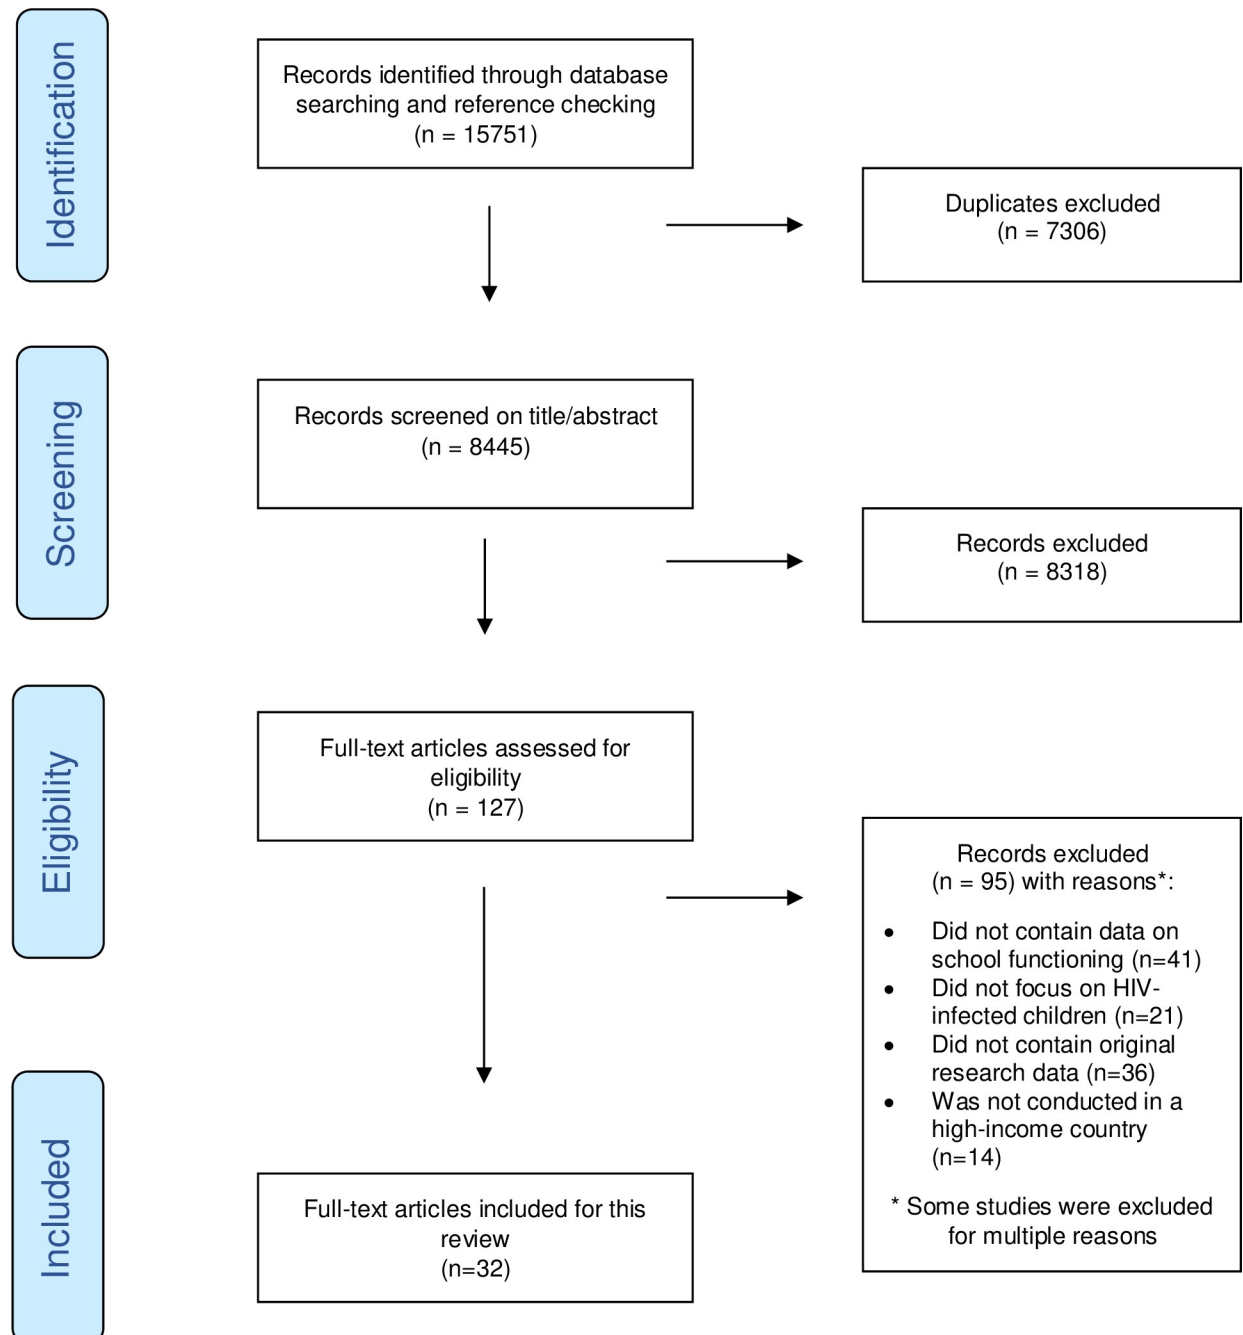 Identification
Records identified through database
searching and reference checking
(n = 15751)
Duplicates excluded
(n = 7306)
Screening
Records screened on title/abstract
(n = 8445)
Records excluded
(n = 8318)
Eligibility
Full-text articles assessed for
eligibility
(n = 127)
Records excluded
(n = 95) with reasons*:
• Did not contain data on
school functioning (n=41)
• Did not focus on HIV-
infected children (n=21)
• Did not contain original
research data (n=36)
• Was not conducted in a
high-income country
(n=14)
* Some studies were excluded
for multiple reasons
Included
Full-text articles included for this
review
(n=32)